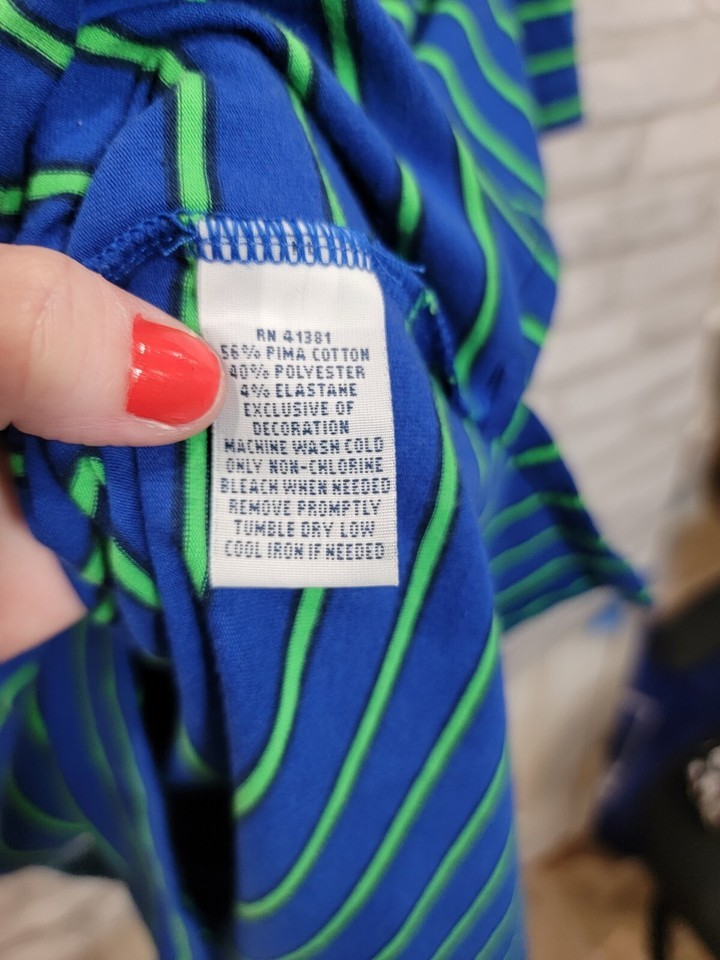 RN 41381
56% PIMA COTTON
40% POLYESTER
4% ELASTANE
EXCLUSIVE OF
DECORATION
MACHINE WASH COLD
ONLY NON-CHLORINE
BLEACH WHEN NEEDED
REMOVE PROMPTLY
TUMBLE DRY LOW
COOL IRON IF NEEDED